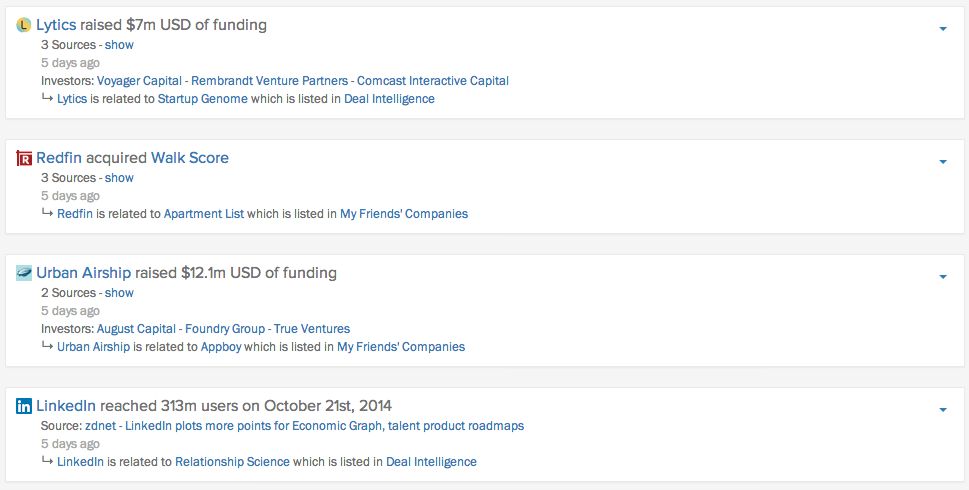 Lytics raised $7m USD of funding
3 Sources - show
5 days ago
Investors: Voyager Capital - Rembrandt Venture Partners - Comcast Interactive Capital
Lytics is related to Startup Genome which is listed in Deal Intelligence
Redfin acquired Walk Score
3 Sources - show
5 days ago
Redfin is related to Apartment List which is listed in My Friends' Companies
Urban Airship raised $12.1m USD of funding
2 Sources - show
5 days ago
Investors: August Capital - Foundry Group - True Ventures
Urban Airship is related to Appboy which is listed in My Friends' Companies
LinkedIn reached 313m users on October 21st, 2014
Source: zdnet - LinkedIn plots more points for Economic Graph, talent product roadmaps
5 days ago
LinkedIn is related to Relationship Science which is listed in Deal Intelligence